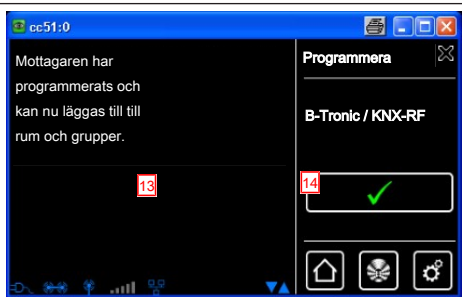 cc51:0
Mottagaren har
programmerats och
kan nu läggas till till
rum och grupper.
13
Programmera
B-Tronic / KNX-RF
14